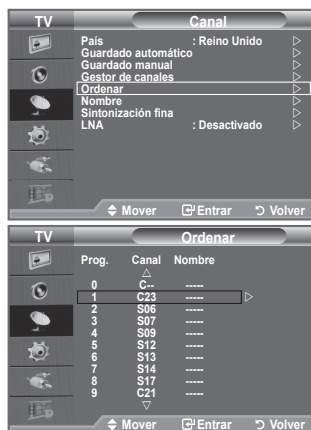 TV Canal
País : Reino Unido
Guardado automático
Guardado manual
Gestor de canales
Ordenar
Nombre
Sintonización fina
LNA : Desactivado
Mover Entrar Volver
TV Ordenar
Prog. Canal Nombre
0 C-- -----
1 C23 -----
2 S06 -----
3 S07 -----
4 S09 -----
5 S12 -----
6 S13 -----
7 S14 -----
8 S17 -----
9 C21 -----
Mover Entrar Volver